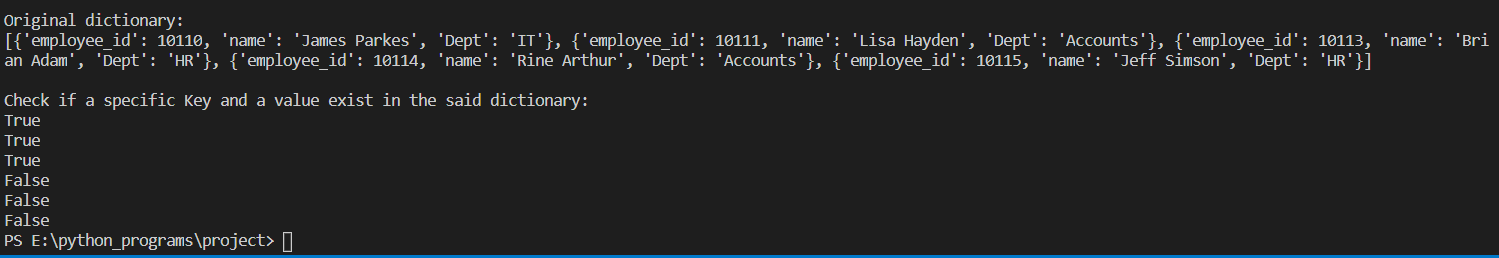 Original dictionary:
[{'employee_id': 10110, 'name': 'James Parkes', 'Dept': 'IT'}, {'employee_id': 10111, 'name': 'Lisa Hayden', 'Dept': 'Accounts'}, {'employee_id': 10113, 'name': 'Bri
an Adam', 'Dept': 'HR'}, {'employee_id': 10114, 'name': 'Rine Arthur', 'Dept': 'Accounts'}, {'employee_id': 10115, 'name': 'Jeff Simson', 'Dept': 'HR'}]
Check if a specific Key and a value exist in the said dictionary:
True
True
True
False
False
False
PS E:\python_programs\project>